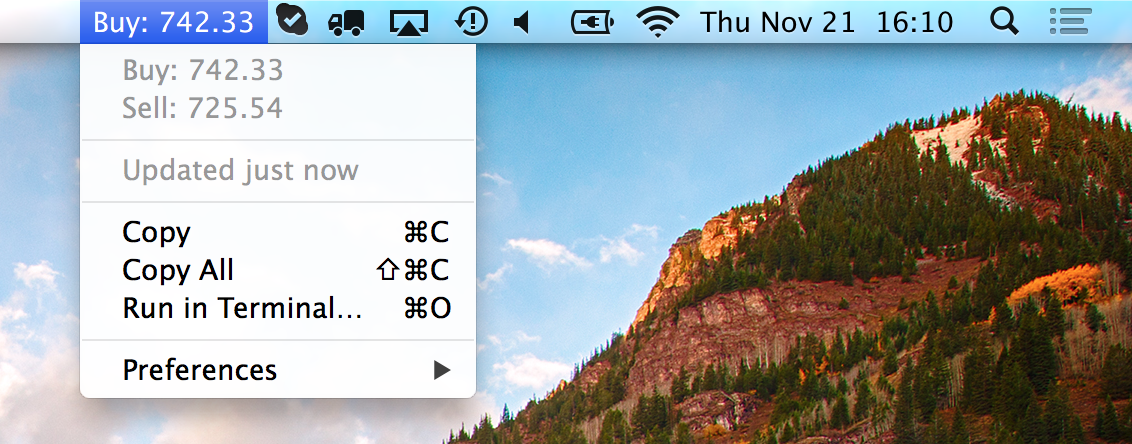 Buy: 742.33 Thu Nov 21 16:10
Buy: 742.33
Sell: 725.54
Updated just now
Copy ⌘C
Copy All ⇧⌘C
Run in Terminal... ⌘O
Preferences